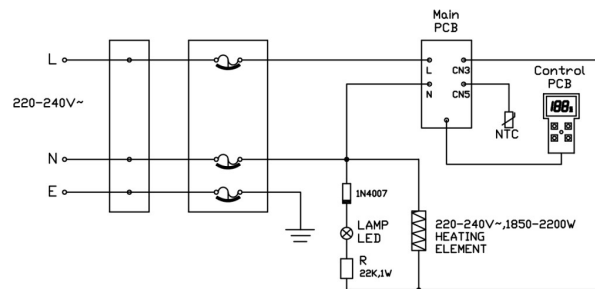 Main
PCB
L
L
CN3
Control
PCB
220-240V~
N
CN5
188
NTC
N
E
1N4007
LAMP
LED
220-240V~,1850-2200W
HEATING
ELEMENT
R
22K,1W